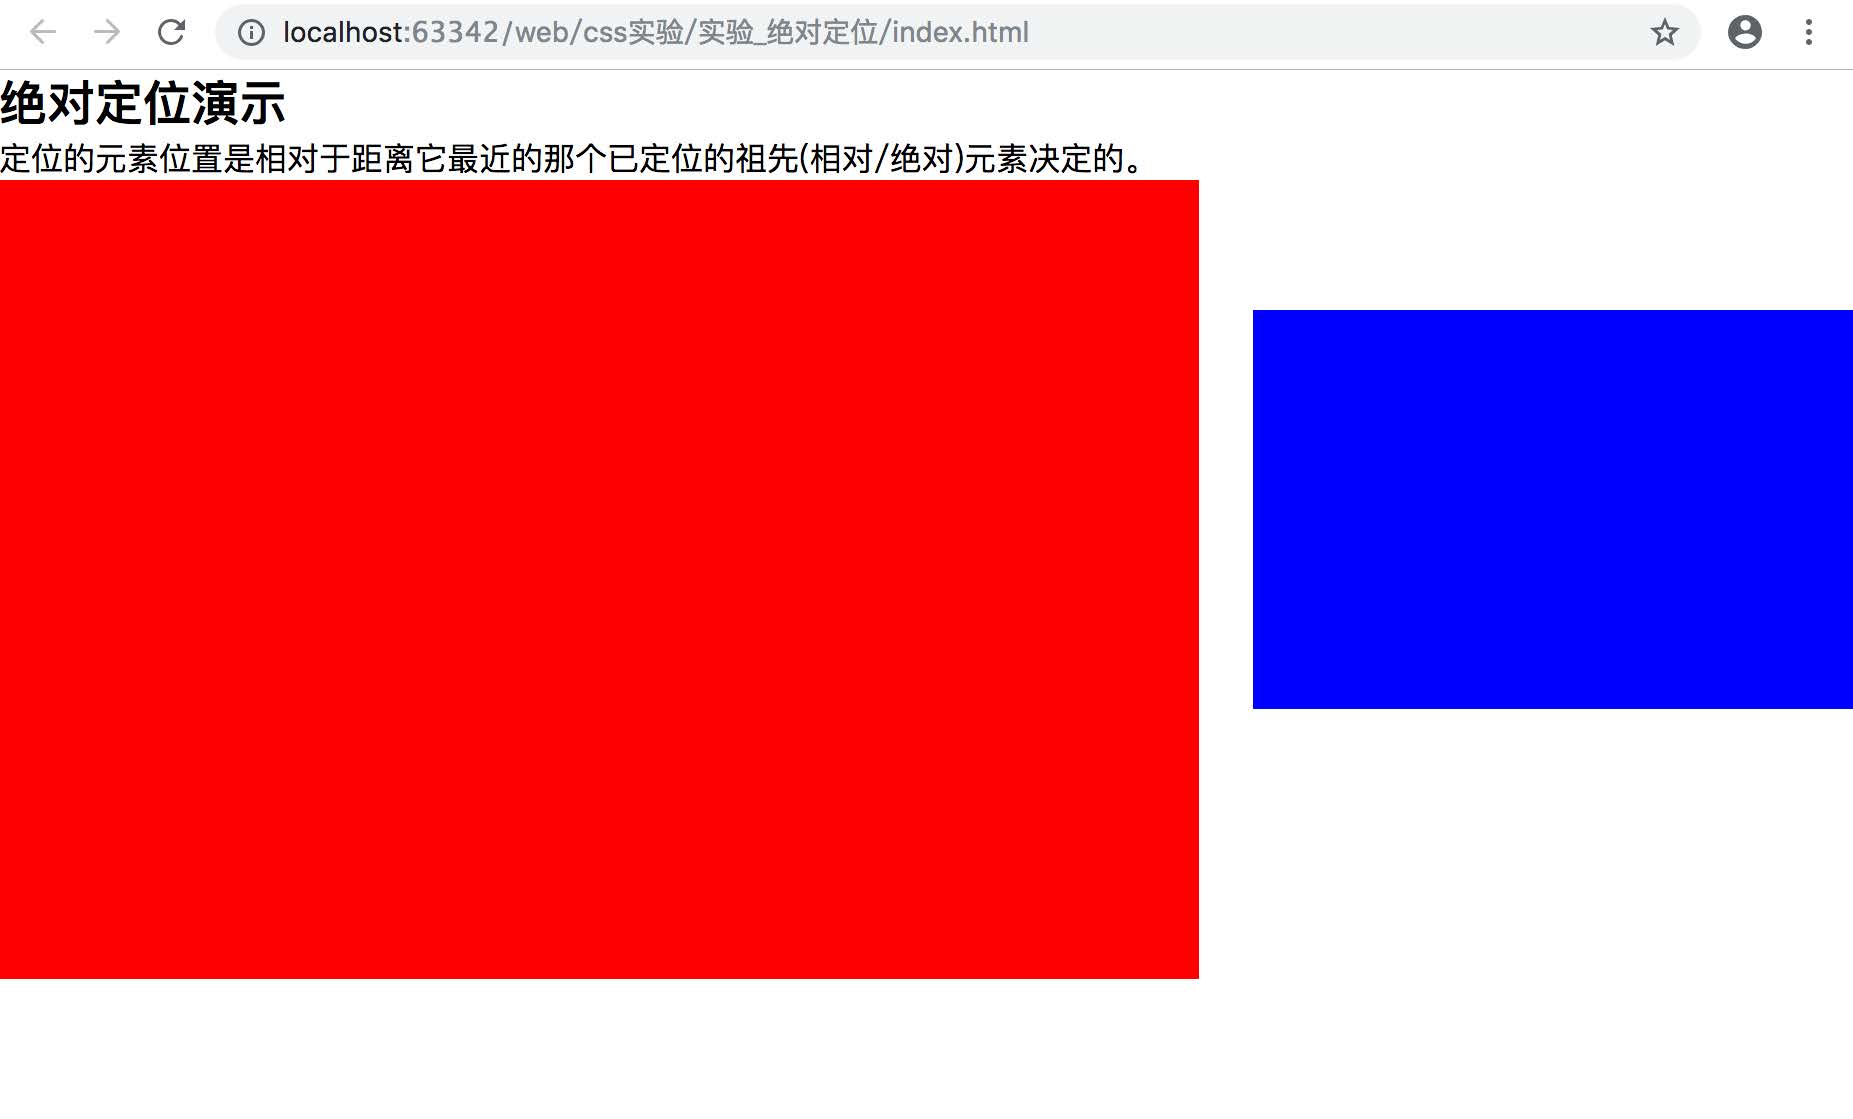 localhost:63342/web/css实验/实验_绝对定位/index.html
绝对定位演示
定位的元素位置是相对于距离它最近的那个已定位的祖先(相对/绝对)元素决定的。